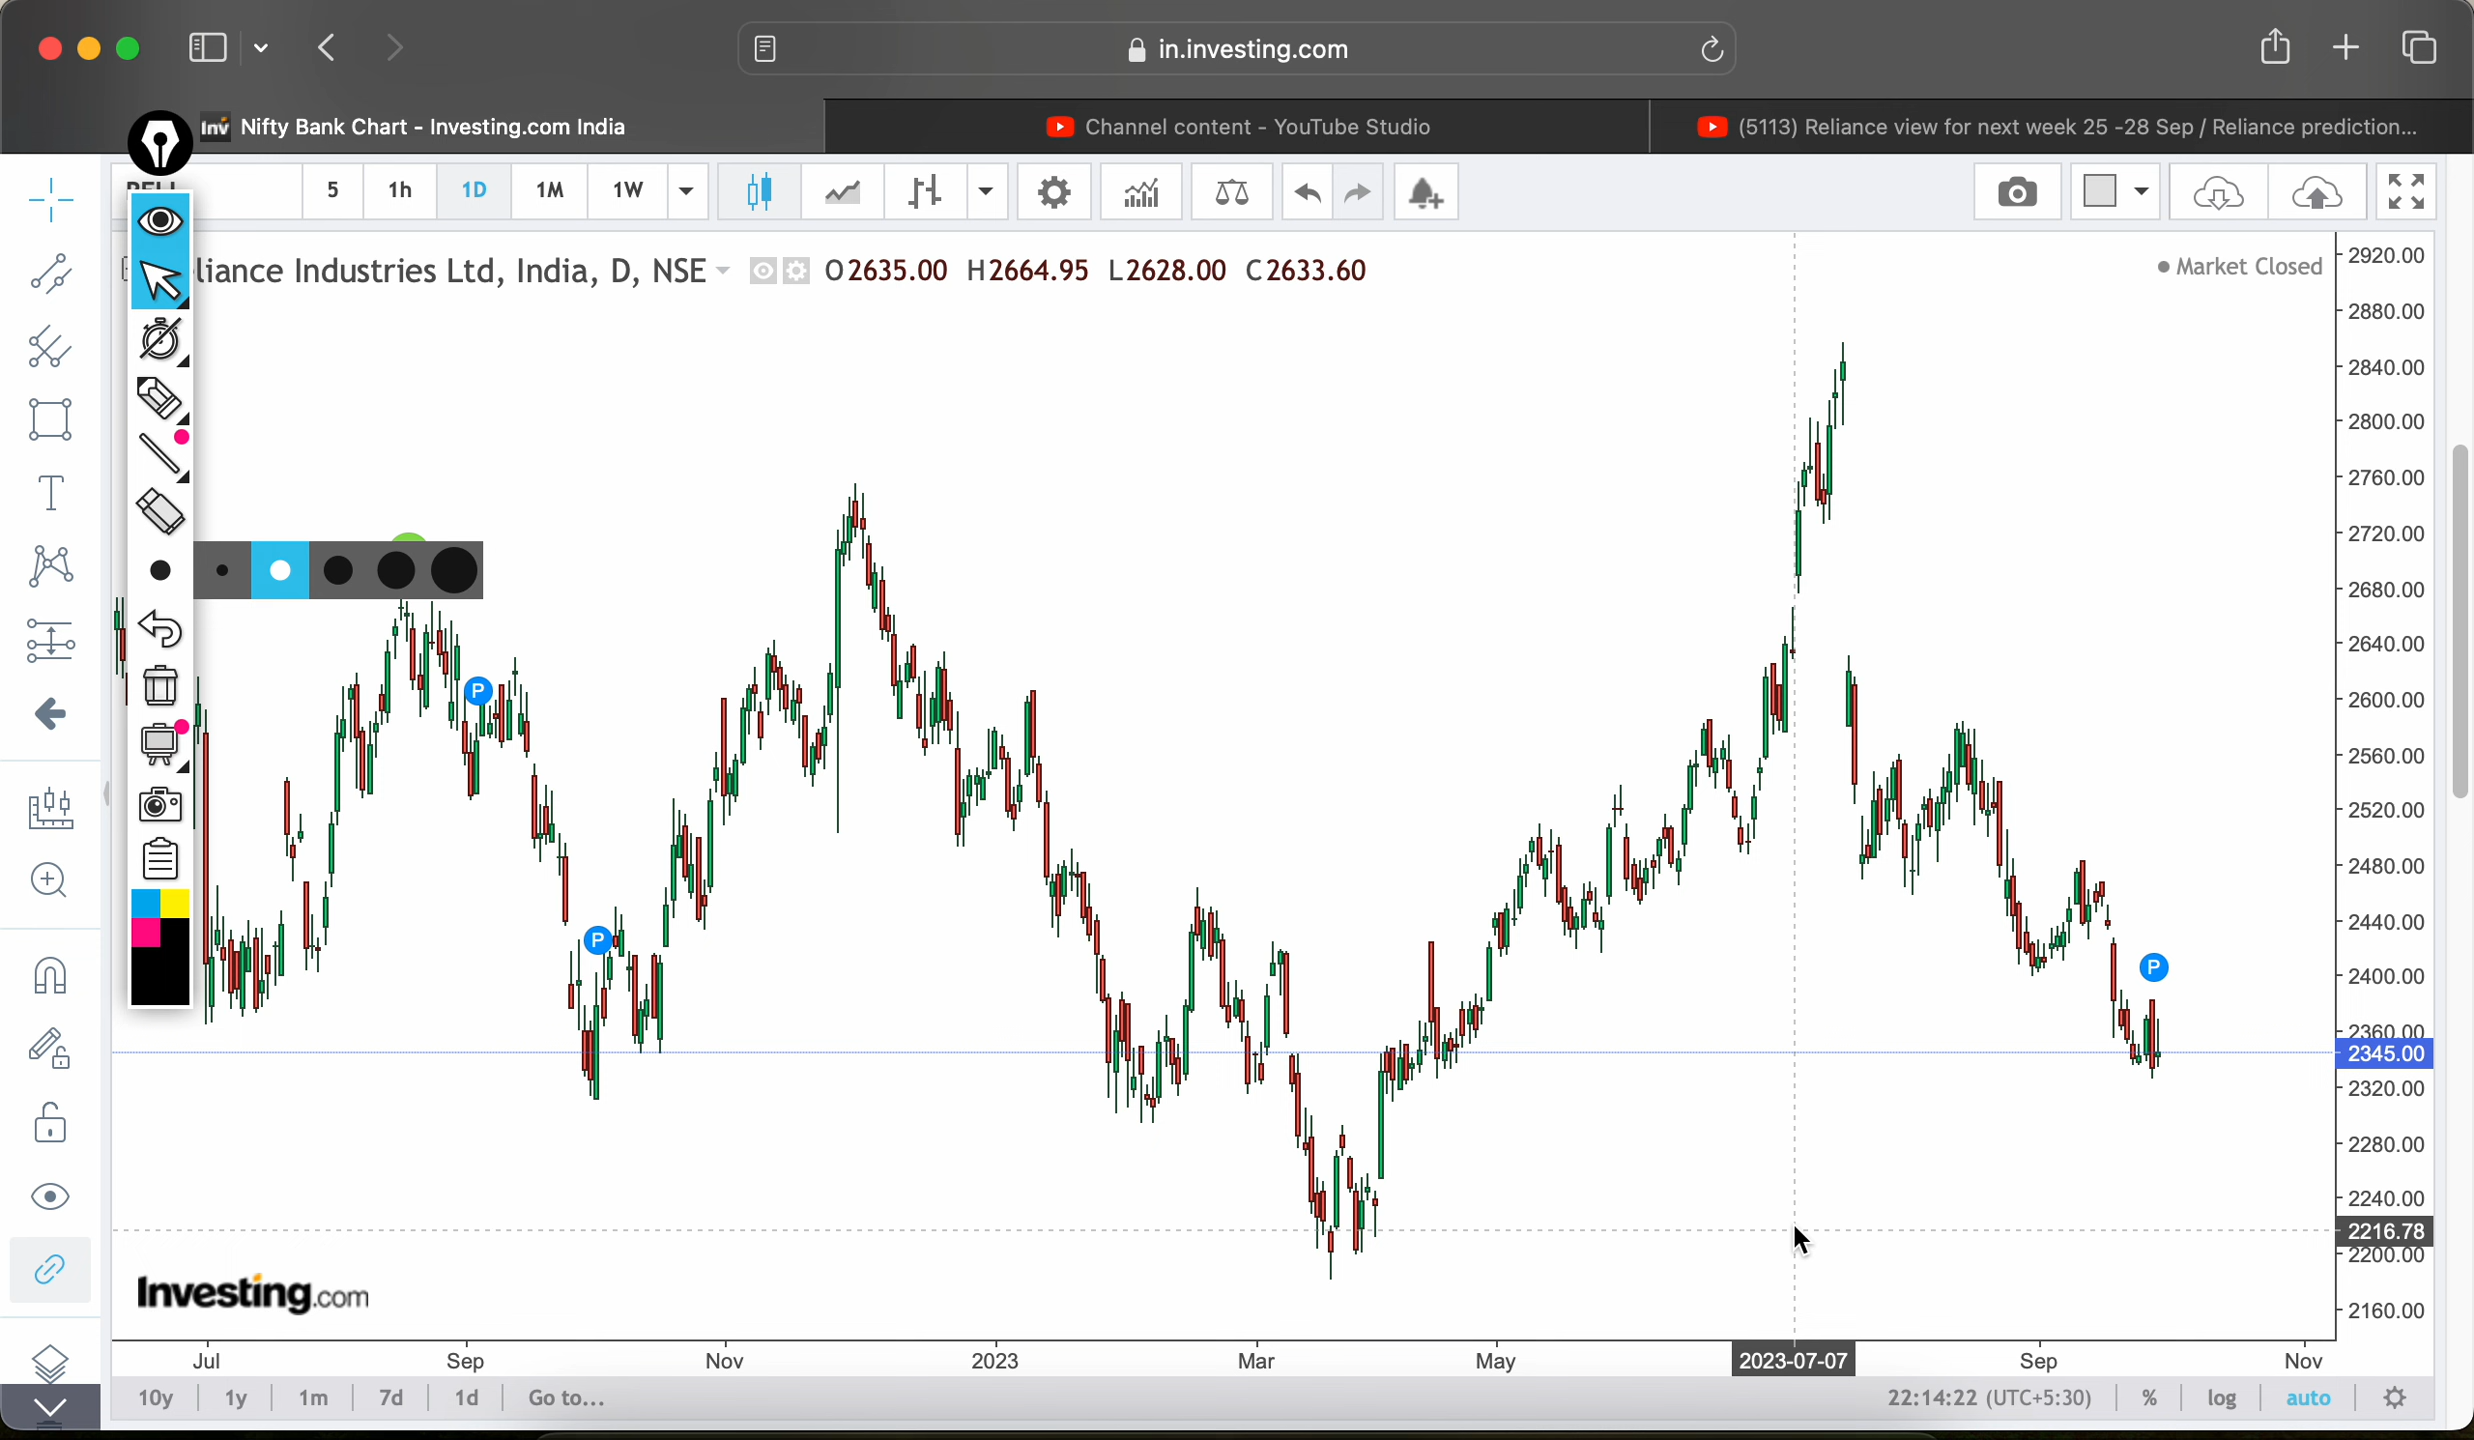 in.investing.com
Inv Nifty Bank Chart - Investing.com India
Channel content - YouTube Studio
(5113) Reliance view for next week 25 -28 Sep / Reliance prediction...
5 1h 1D 1M 1W
liance Industries Ltd, India, D, NSE O2635.00 H2664.95 L2628.00 C2633.60
Market Closed
T
P
P
P
2920.00
2880.00
2840.00
2800.00
2760.00
2720.00
2680.00
2640.00
2600.00
2560.00
2520.00
2480.00
2440.00
2400.00
2360.00
2345.00
2320.00
2280.00
2240.00
2216.78
2200.00
2160.00
Investing.com
Jul Sep Nov 2023 Mar May 2023-07-07 Sep Nov
10y 1y 1m 7d 1d Go to... 22:14:22 (UTC+5:30) % log auto